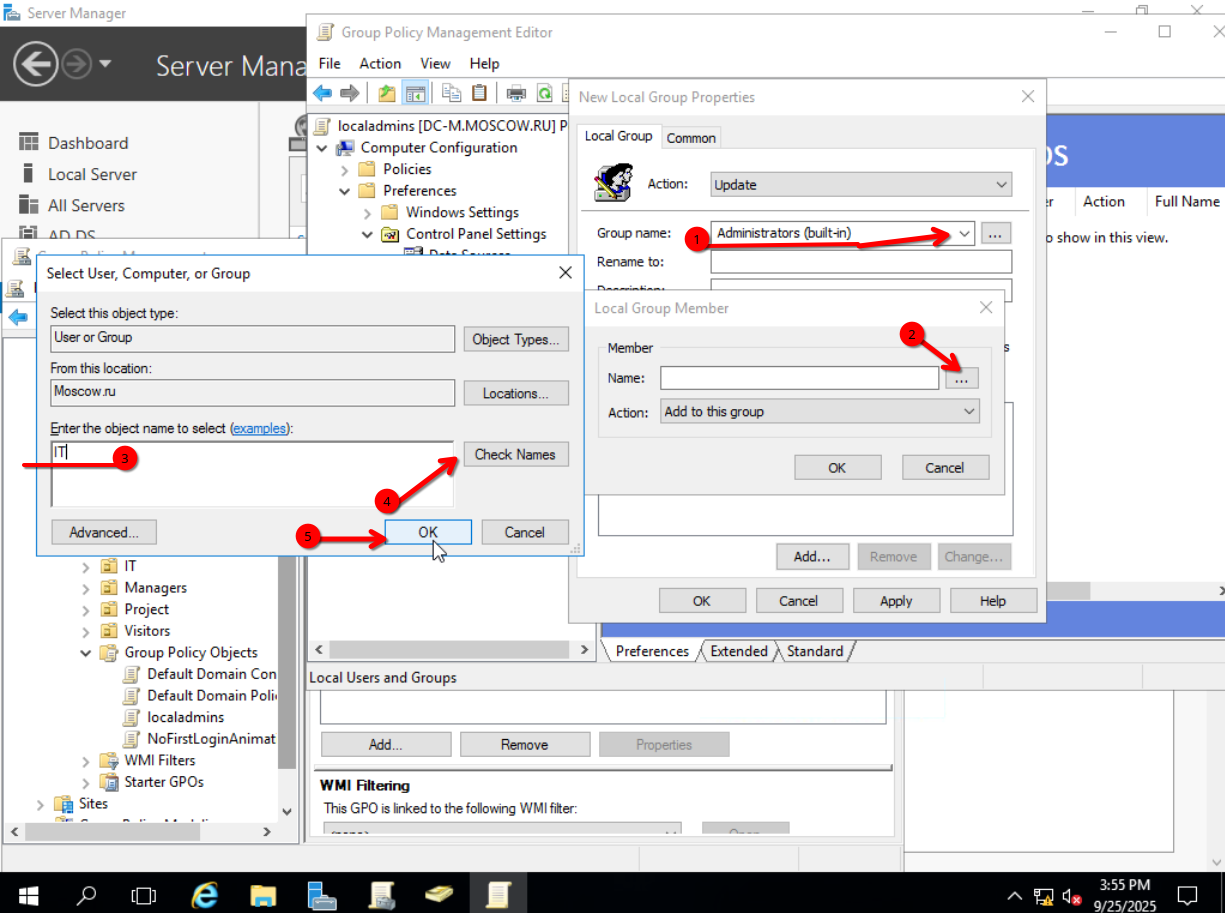 Server Manager
Server Mana
Dashboard
Local Server
All Servers
AD DS
Group Policy Management Editor
File Action View Help
localadmins [DC-M.MOSCOW.RU] P
Computer Configuration
Policies
Preferences
Windows Settings
Control Panel Settings
Data Sources
New Local Group Properties
Local Group
Common
Action:
Update
Group name:
Administrators (built-in)
...
1
Rename to:
Description:
Action
Full Name
o show in this view.
Select User, Computer, or Group
Select this object type:
User or Group
Object Types...
From this location:
Moscow.ru
Locations...
Enter the object name to select (examples):
IT
3
Check Names
4
Advanced...
5
OK
Cancel
Local Group Member
2
Member
Name:
...
Action:
Add to this group
OK
Cancel
Add...
Remove
Change...
OK
Cancel
Apply
Help
IT
Managers
Project
Visitors
Group Policy Objects
Default Domain Con
Default Domain Poli
localadmins
NoFirstLoginAnimat
WMI Filters
Starter GPOs
Sites
Preferences
Extended
Standard
Local Users and Groups
Add...
Remove
Properties
WMI Filtering
This GPO is linked to the following WMI filter:
<none>
Open
3:55 PM
9/25/2025